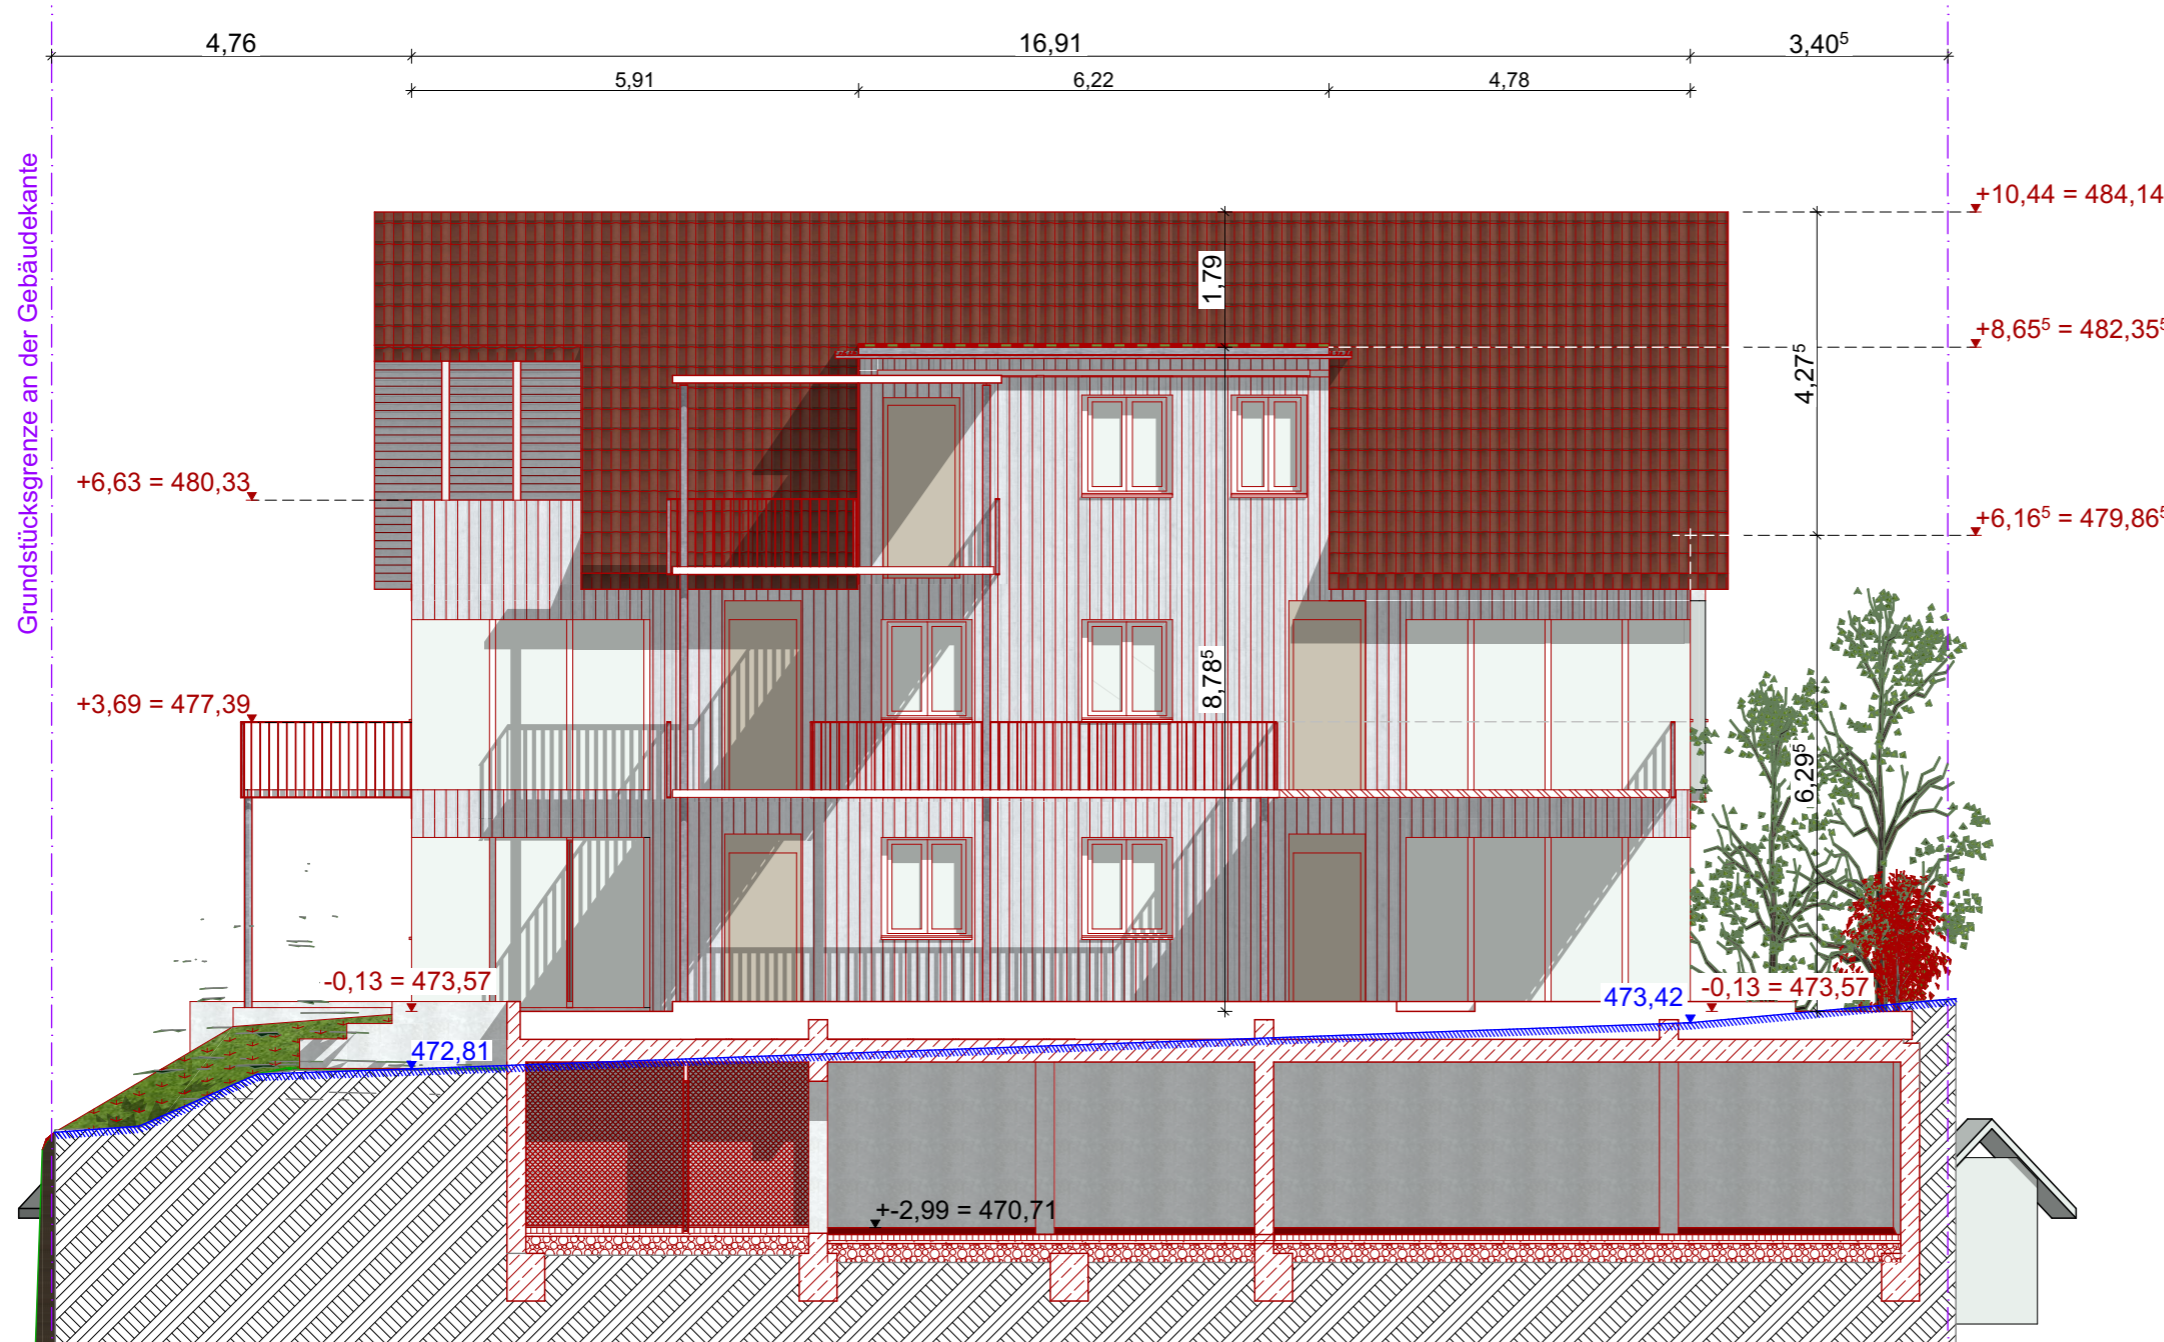 4,76
16,91
3,40⁵
5,91
6,22
4,78
Grundstücksgrenze an der Gebäudekante
+10,44 = 484,14
1,79
+8,65⁵ = 482,35⁵
4,27⁵
+6,63 = 480,33
+6,16⁵ = 479,86⁵
8,78⁵
+3,69 = 477,39
6,29⁵
-0,13 = 473,57
473,42
-0,13 = 473,57
472,81
+-2,99 = 470,71